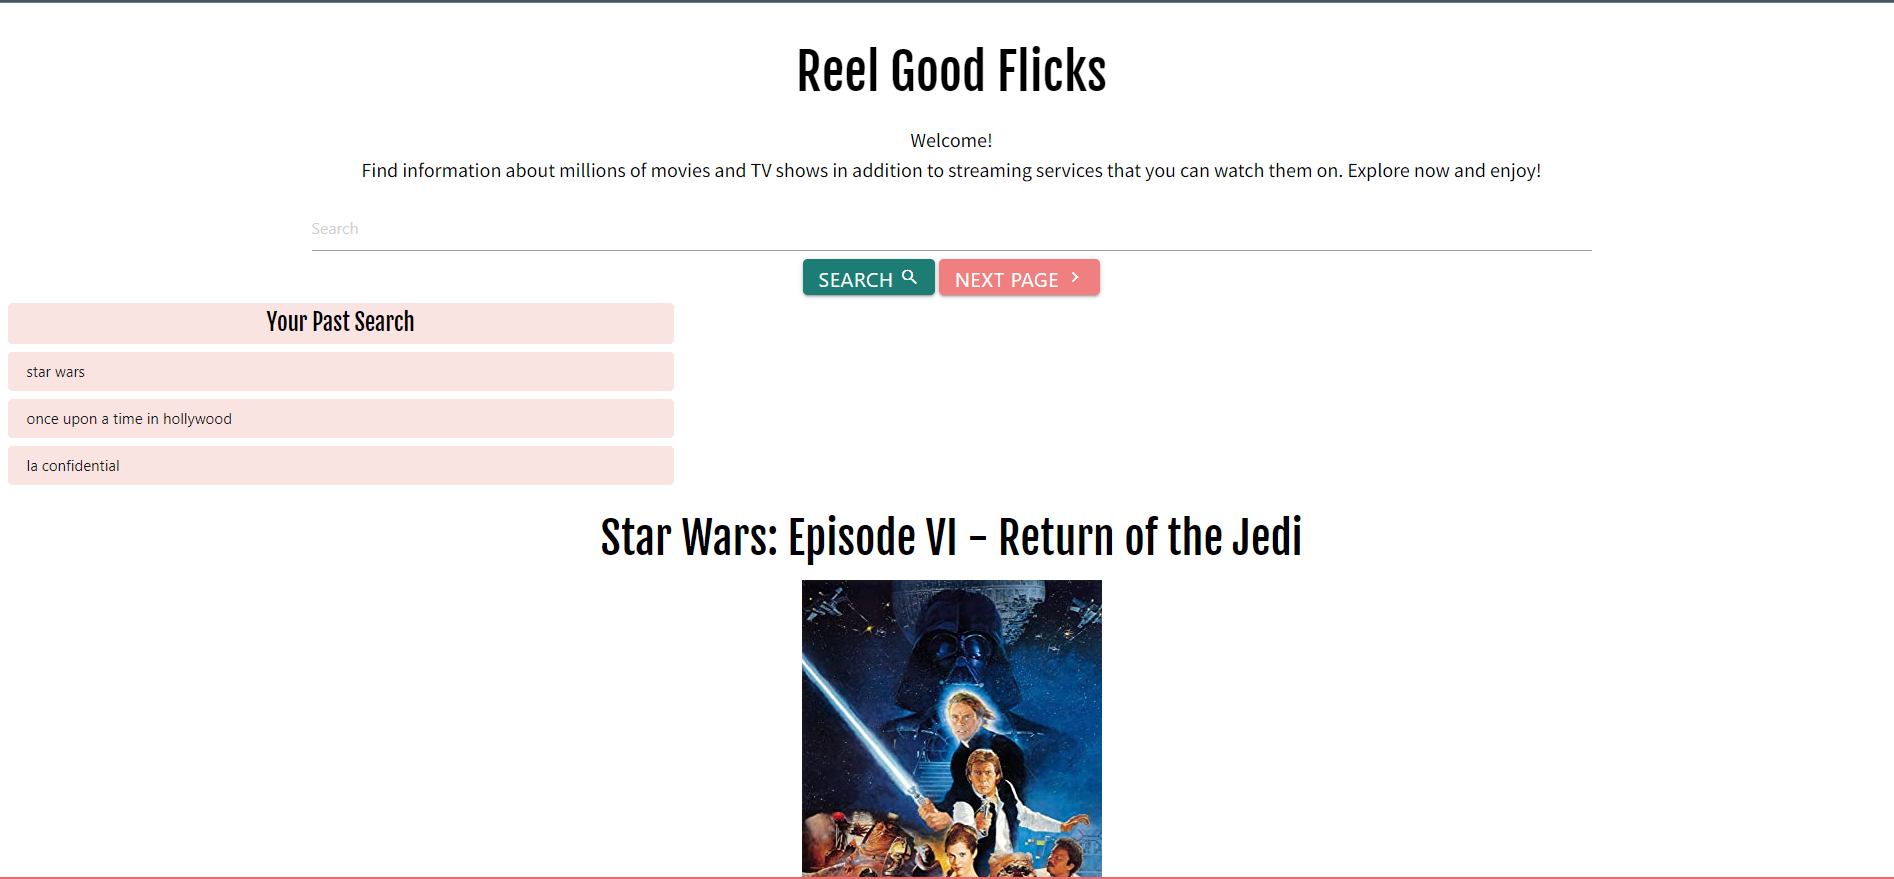 Reel Good Flicks
Welcome!
Find information about millions of movies and TV shows in addition to streaming services that you can watch them on. Explore now and enjoy!
Search
SEARCH
NEXT PAGE
Your Past Search
star wars
once upon a time in hollywood
la confidential
Star Wars: Episode VI - Return of the Jedi